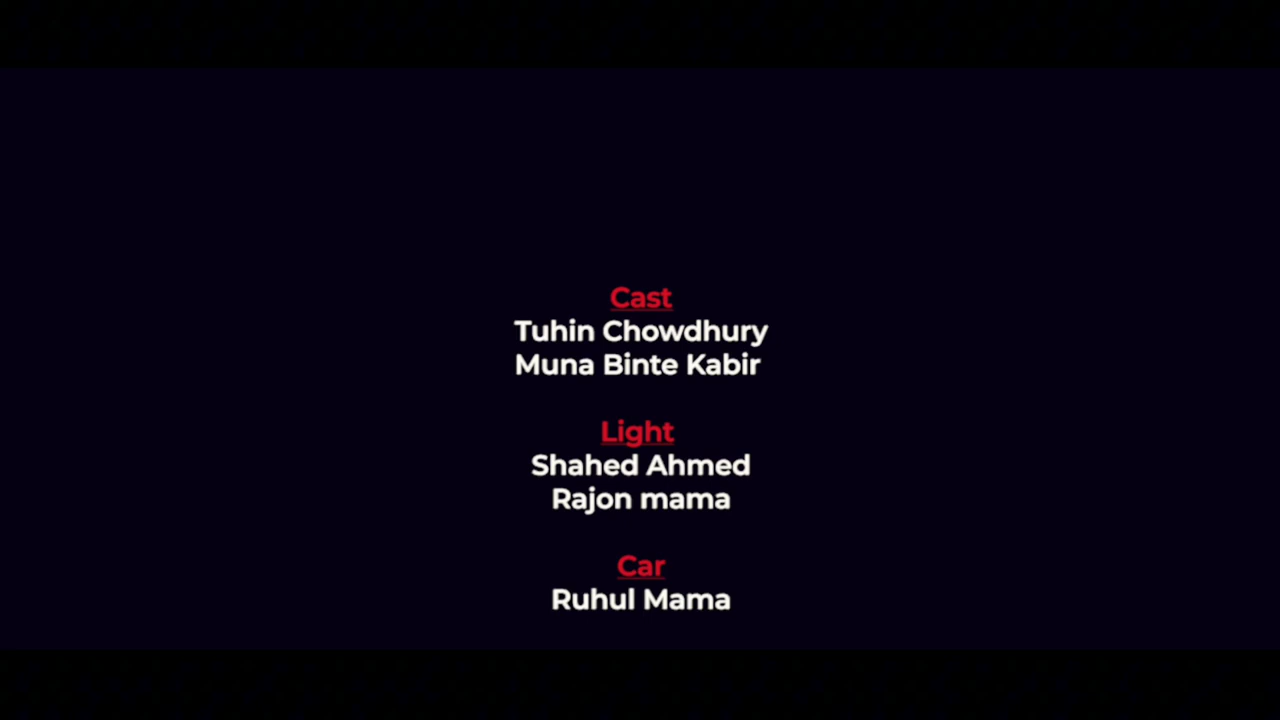 Cast
Tuhin Chowdhury
Muna Binte Kabir
Light
Shahed Ahmed
Rajon mama
Car
Ruhul Mama